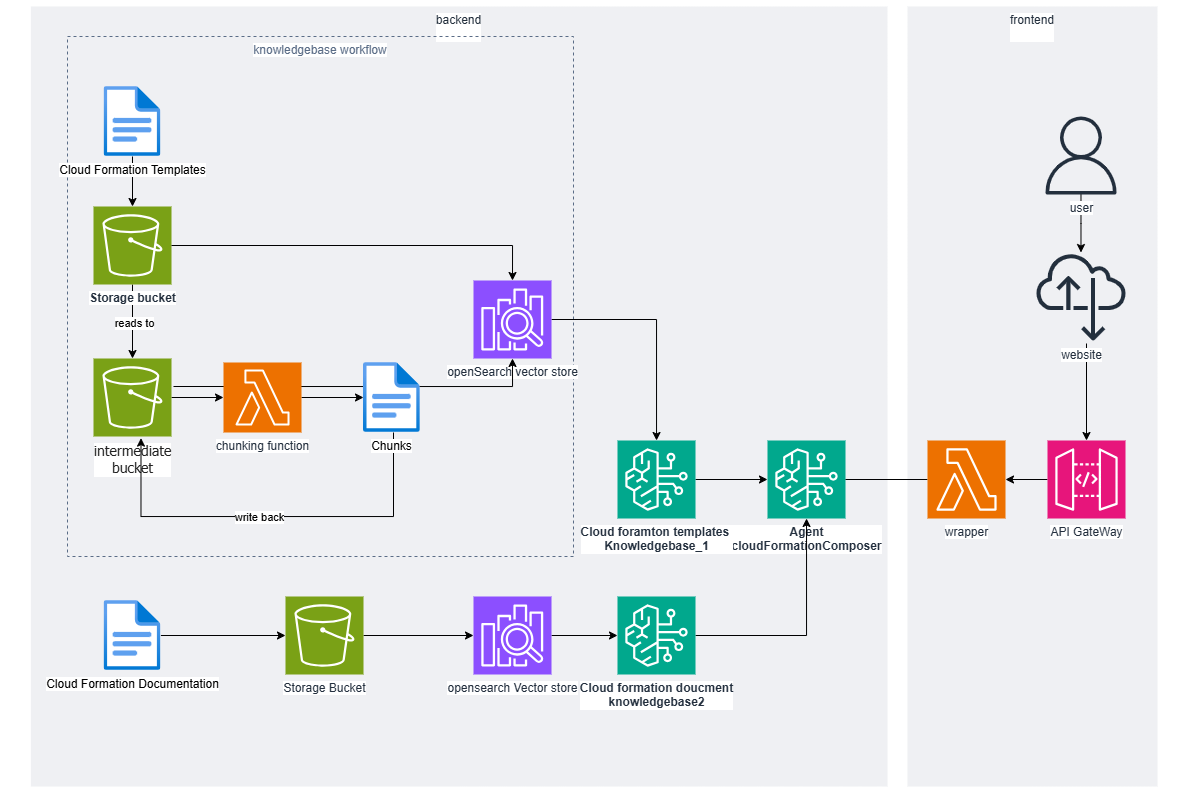 backend
frontend
knowledgebase workflow
Cloud Formation Templates
Storage bucket
reads to
intermediate
bucket
chunking function
Chunks
write back
openSearch vector store
Cloud foramton templates
Knowledgebase_1
Agent
cloudFormationComposer
wrapper
API GateWay
user
website
</>
Cloud Formation Documentation
Storage Bucket
opensearch Vector store
Cloud formation doucment
knowledgebase2